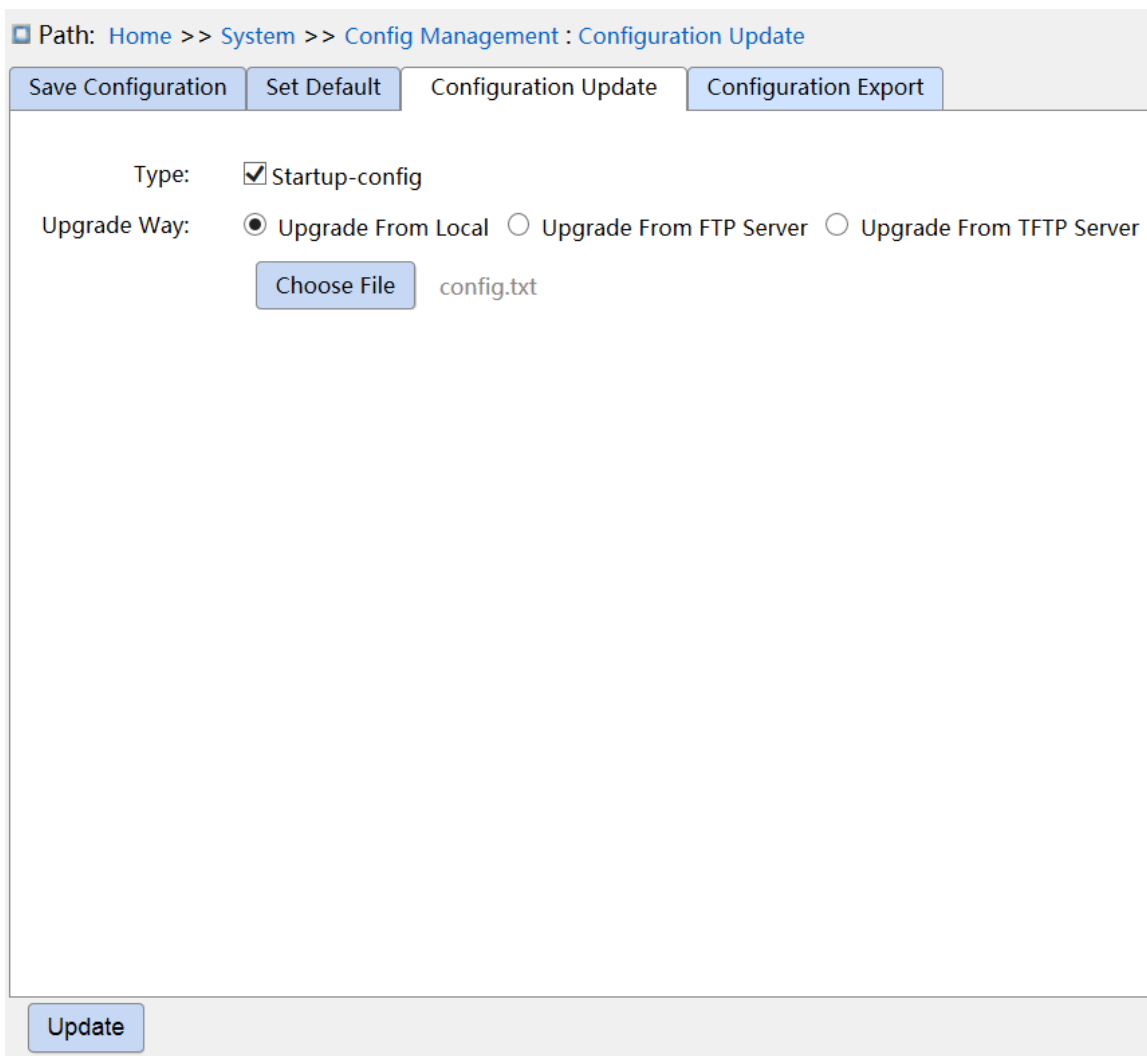 Path: Home >> System >> Config Management : Configuration Update
Save Configuration Set Default Configuration Update Configuration Export
Type: Startup-config
Upgrade Way: Upgrade From Local Upgrade From FTP Server Upgrade From TFTP Server
Choose File config.txt
Update